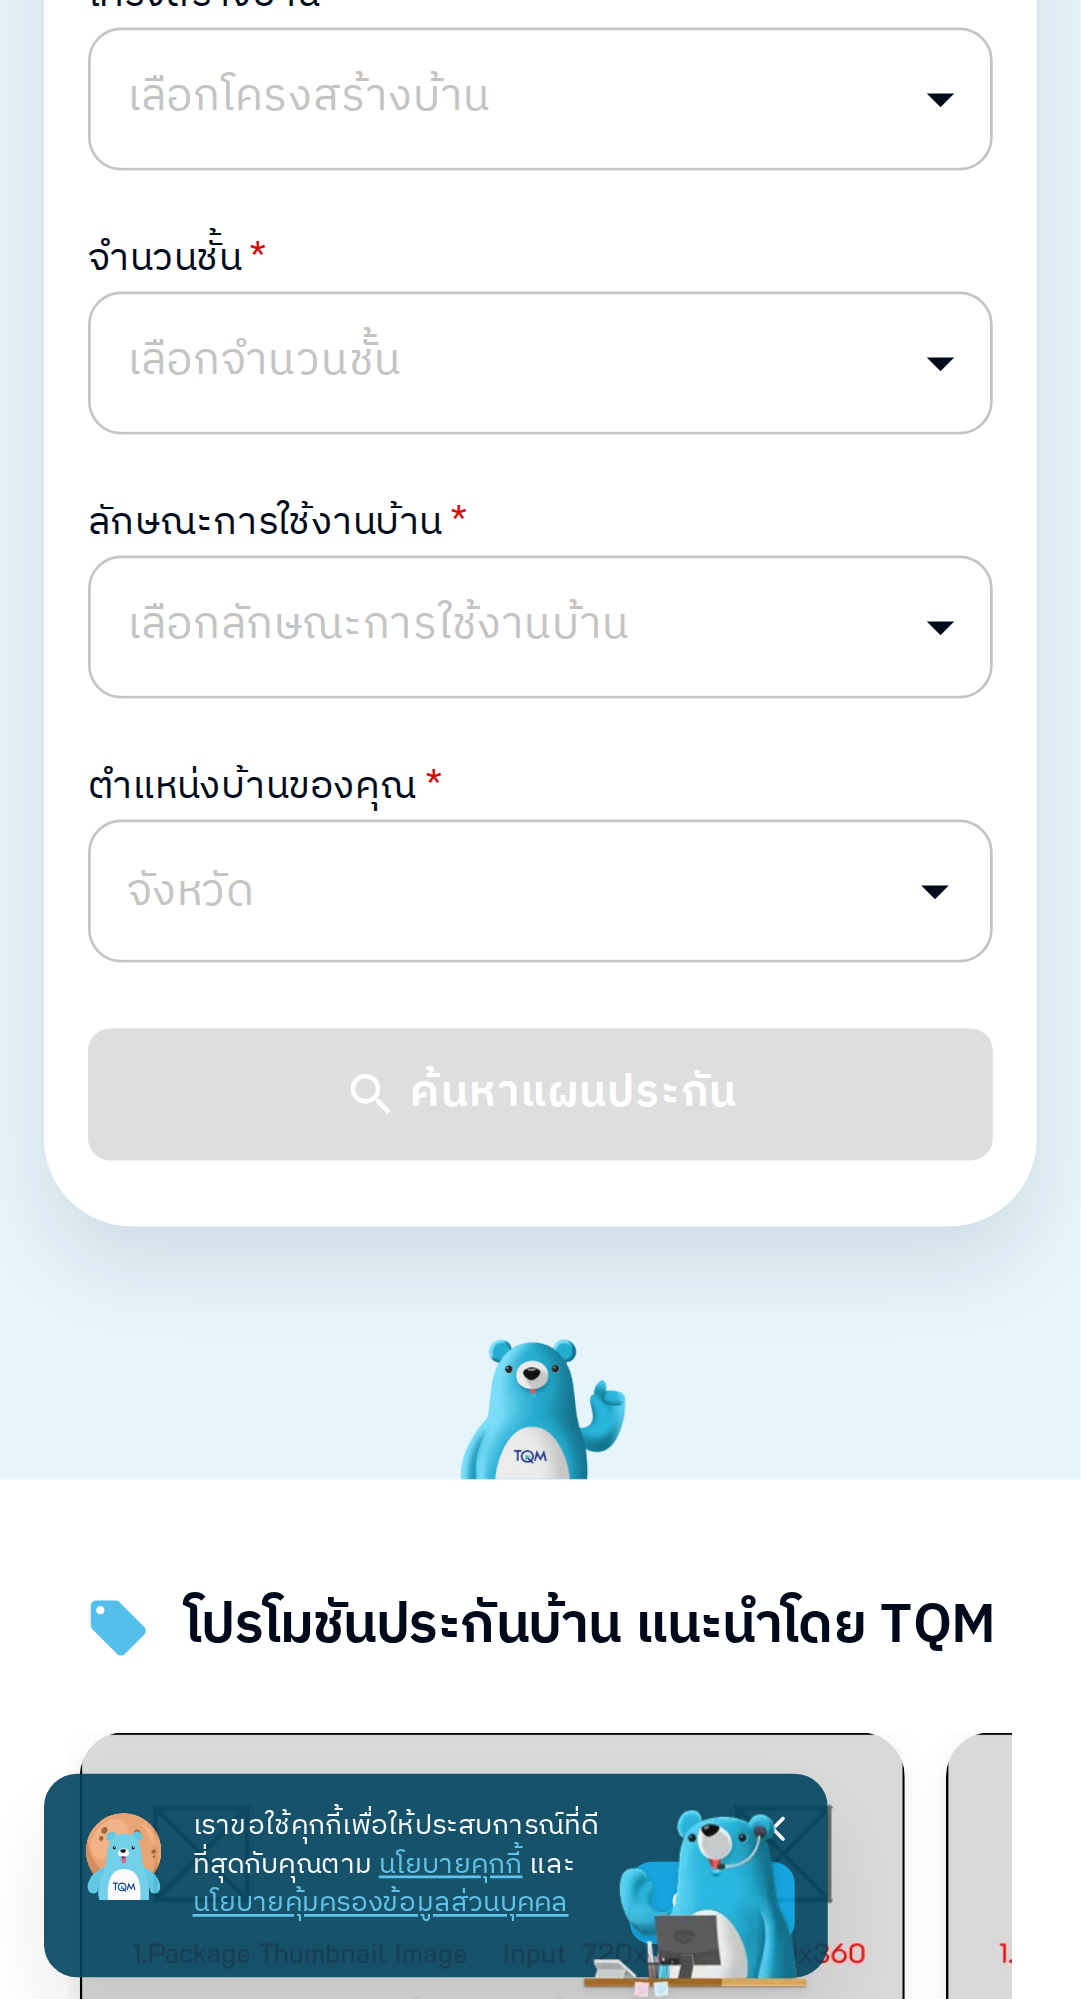 เลือกโครงสร้างบ้าน
จำนวนชั้น *
เลือกจำนวนชั้น
ลักษณะการใช้งานบ้าน *
เลือกลักษณะการใช้งานบ้าน
ตำแหน่งบ้านของคุณ *
จังหวัด
ค้นหาแผนประกัน
TQM
โปรโมชันประกันบ้าน แนะนำโดย TQM
เราขอใช้คุกกี้เพื่อให้ประสบการณ์ที่ดี
ที่สุดกับคุณตาม นโยบายคุกกี้ และ
นโยบายคุ้มครองข้อมูลส่วนบุคคล
TQM
1.Package Thumbnail Image Input 720x x360
1.